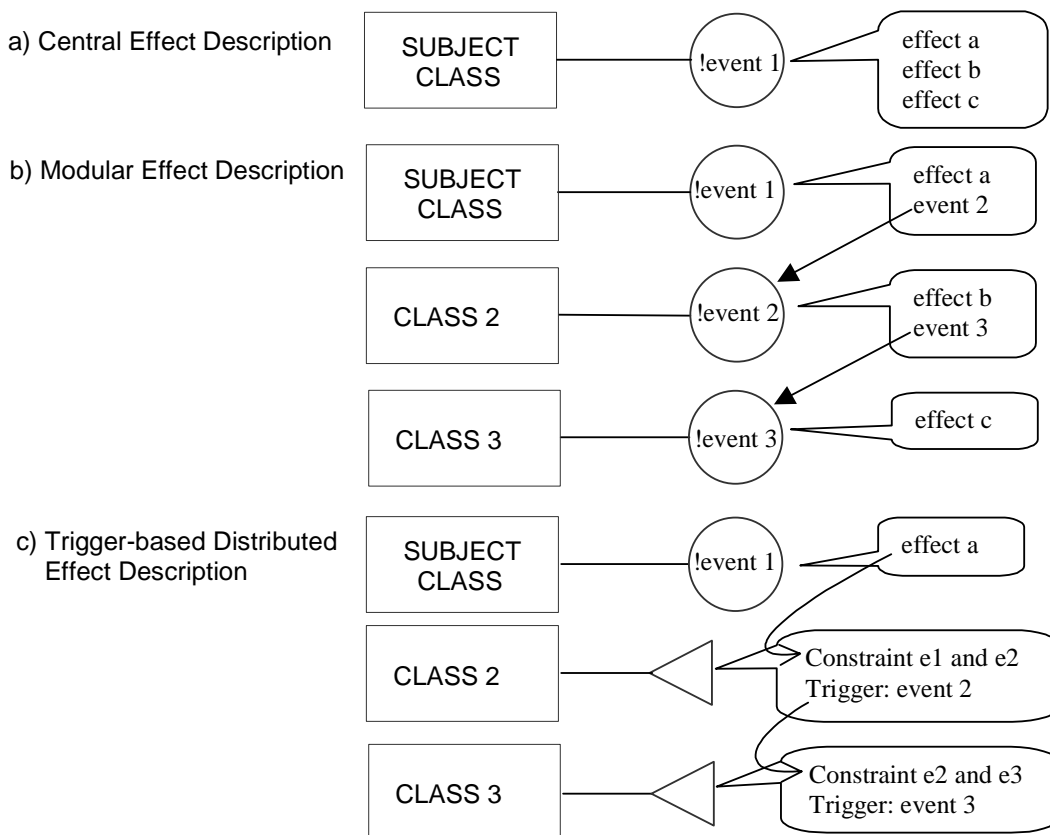 a) Central Effect Description
SUBJECT
CLASS
!event 1
effect a
effect b
effect c
b) Modular Effect Description
SUBJECT
CLASS
!event 1
effect a
event 2
CLASS 2
!event 2
effect b
event 3
CLASS 3
!event 3
effect c
c) Trigger-based Distributed
Effect Description
SUBJECT
CLASS
!event 1
effect a
CLASS 2
Constraint e1 and e2
Trigger: event 2
CLASS 3
Constraint e2 and e3
Trigger: event 3